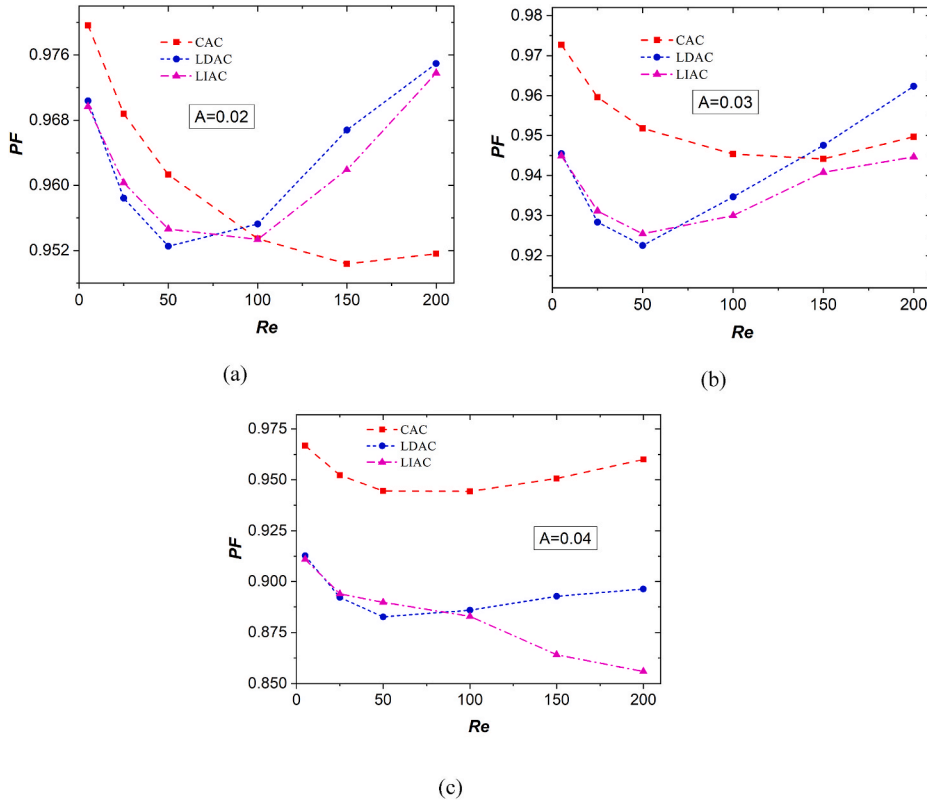 0.976
0.968
0.960
0.952
PF
CAC
LDAC
LIAC
A=0.02
0 50 100 150 200
Re
(a)
0.98
0.97
0.96
0.95
0.94
0.93
0.92
PF
CAC
LDAC
LIAC
A=0.03
0 50 100 150 200
Re
(b)
0.975
0.950
0.925
0.900
0.875
0.850
PF
CAC
LDAC
LIAC
A=0.04
0 50 100 150 200
Re
(c)